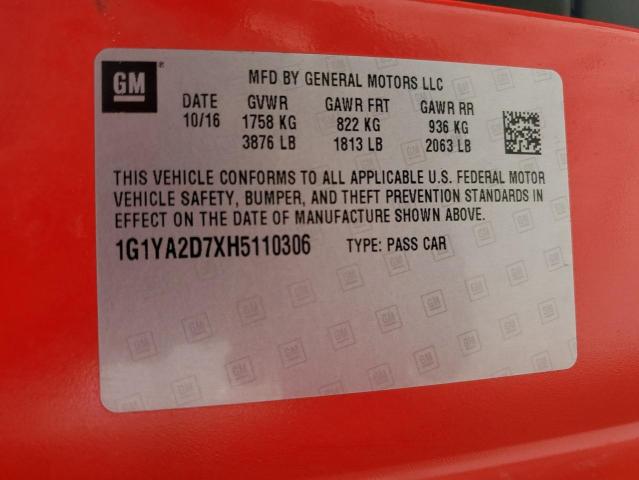 GM
MFD BY GENERAL MOTORS LLC
DATE GVWR GAWR FRT GAWR RR
10/16 1758 KG 822 KG 936 KG
3876 LB 1813 LB 2063 LB
THIS VEHICLE CONFORMS TO ALL APPLICABLE U.S. FEDERAL MOTOR
VEHICLE SAFETY, BUMPER, AND THEFT PREVENTION STANDARDS IN
EFFECT ON THE DATE OF MANUFACTURE SHOWN ABOVE.
1G1YA2D7XH5110306 TYPE: PASS CAR